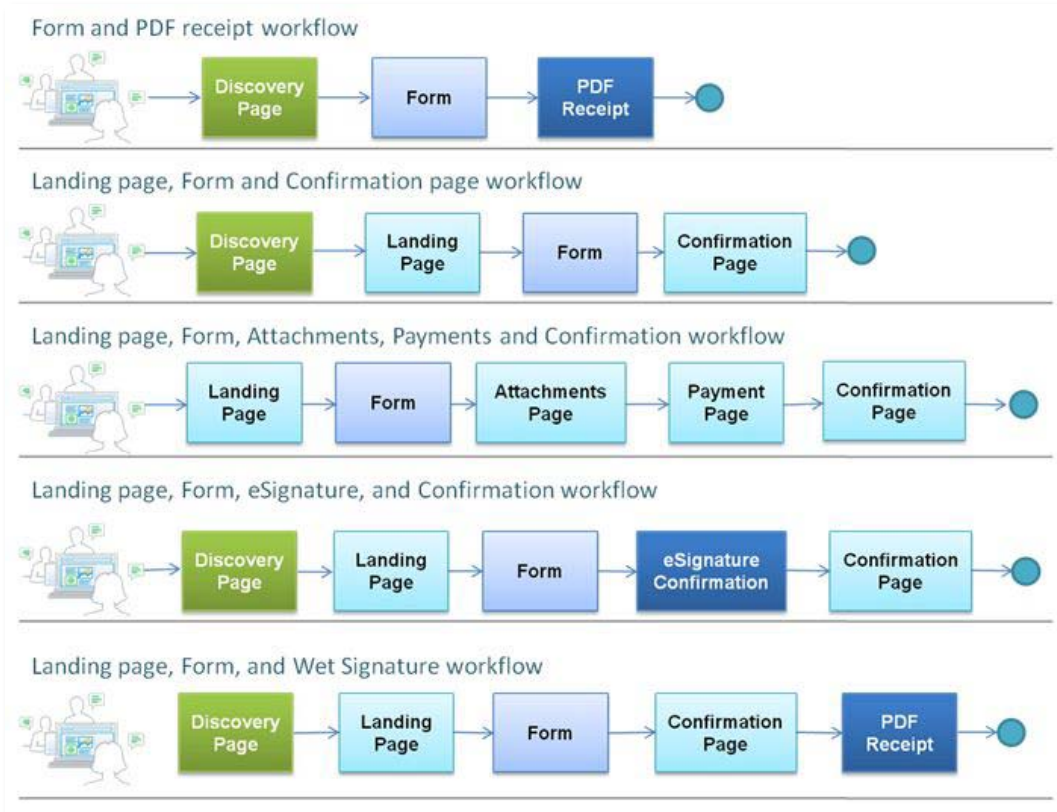 Form and PDF receipt workflow
Discovery
Page
Form
PDF
Receipt
Landing page, Form and Confirmation page workflow
Discovery
Page
Landing
Page
Form
Confirmation
Page
Landing page, Form, Attachments, Payments and Confirmation workflow
Landing
Page
Form
Attachments
Page
Payment
Page
Confirmation
Page
Landing page, Form, eSignature, and Confirmation workflow
Discovery
Page
Landing
Page
Form
eSignature
Confirmation
Confirmation
Page
Landing page, Form, and Wet Signature workflow
Discovery
Page
Landing
Page
Form
Confirmation
Page
PDF
Receipt